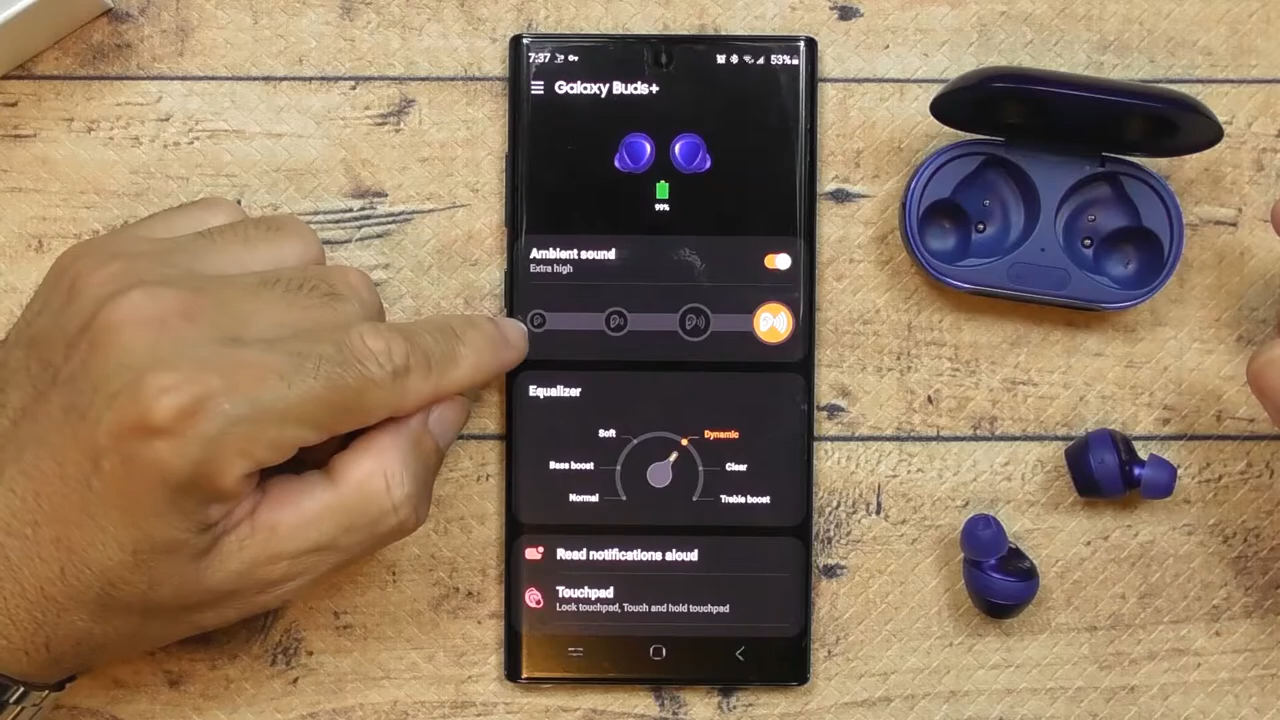 7:37 53%
Galaxy Buds+
99%
Ambient sound
Extra high
Equalizer
Soft Dynamic
Bass boost Clear
Normal Treble boost
Read notifications aloud
Touchpad
Lock touchpad, Touch and hold touchpad